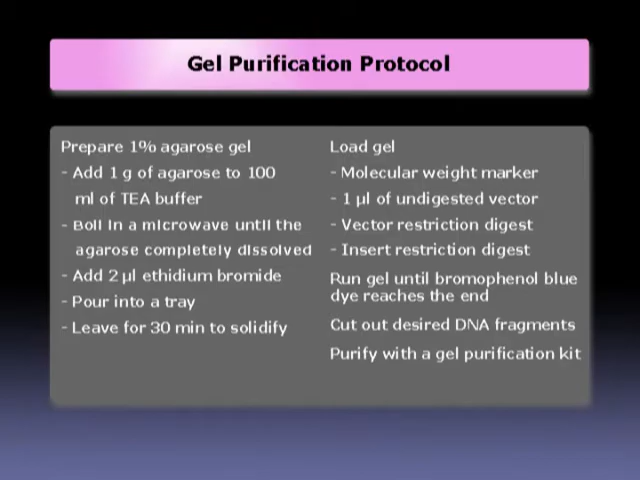 Gel Purification Protocol
Prepare 1% agarose gel
- Add 1 g of agarose to 100
ml of TEA buffer
- Boil in a microwave until the
agarose completely dissolved
- Add 2 µl ethidium bromide
- Pour into a tray
- Leave for 30 min to solidify
Load gel
- Molecular weight marker
- 1 µl of undigested vector
- Vector restriction digest
- Insert restriction digest
Run gel until bromophenol blue
dye reaches the end
Cut out desired DNA fragments
Purify with a gel purification kit